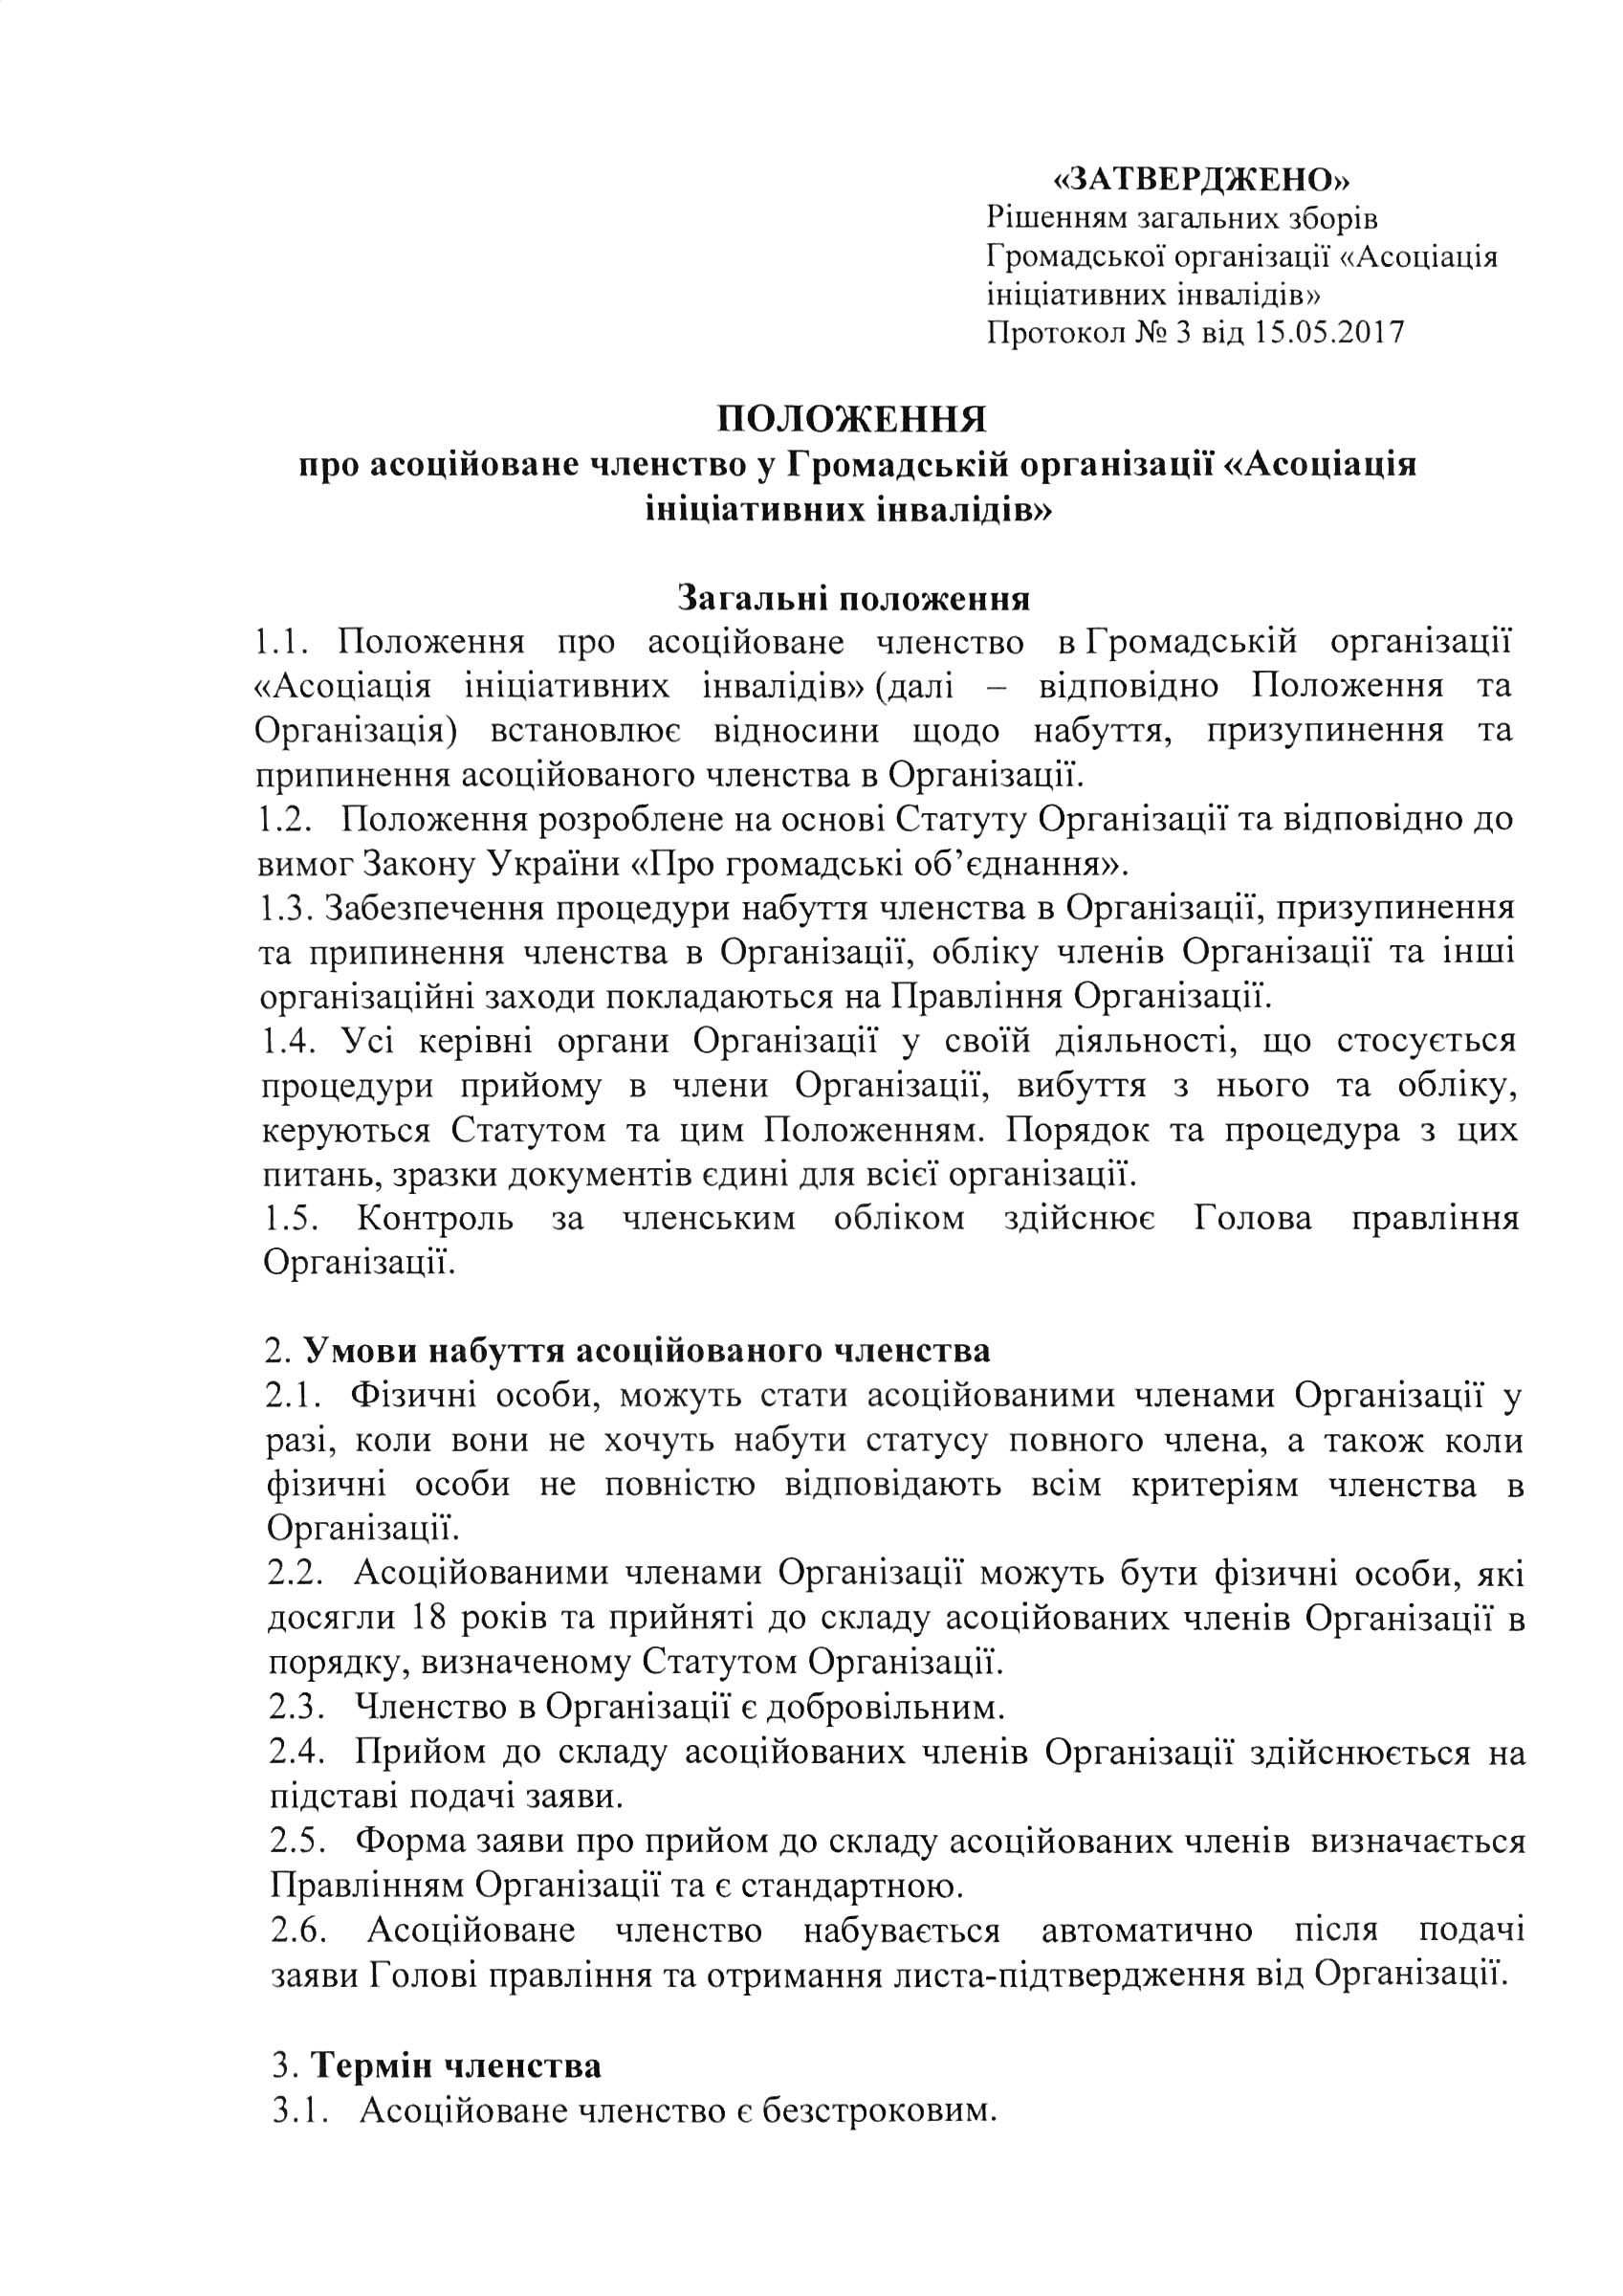 «ЗАТВЕРДЖЕНО»
Рішенням загальних зборів
Громадської організації «Асоціація
ініціативних інвалідів»
Протокол № 3 від 15.05.2017
ПОЛОЖЕННЯ
про асоційоване членство у Громадській організації «Асоціація
ініціативних інвалідів»
Загальні положення
1.1. Положення про асоційоване членство в Громадській організації
«Асоціація ініціативних інвалідів» (далі – відповідно Положення та
Організація) встановлює відносини щодо набуття, призупинення та
припинення асоційованого членства в Організації.
1.2. Положення розроблене на основі Статуту Організації та відповідно до
вимог Закону України «Про громадські об’єднання».
1.3. Забезпечення процедури набуття членства в Організації, призупинення
та припинення членства в Організації, обліку членів Організації та інші
організаційні заходи покладаються на Правління Організації.
1.4. Усі керівні органи Організації у своїй діяльності, що стосується
процедури прийому в члени Організації, вибуття з нього та обліку,
керуються Статутом та цим Положенням. Порядок та процедура з цих
питань, зразки документів єдині для всієї організації.
1.5. Контроль за членським обліком здійснює Голова правління
Організації.
2. Умови набуття асоційованого членства
2.1. Фізичні особи, можуть стати асоційованими членами Організації у
разі, коли вони не хочуть набути статусу повного члена, а також коли
фізичні особи не повністю відповідають всім критеріям членства в
Організації.
2.2. Асоційованими членами Організації можуть бути фізичні особи, які
досягли 18 років та прийняті до складу асоційованих членів Організації в
порядку, визначеному Статутом Організації.
2.3. Членство в Організації є добровільним.
2.4. Прийом до складу асоційованих членів Організації здійснюється на
підставі подачі заяви.
2.5. Форма заяви про прийом до складу асоційованих членів визначається
Правлінням Організації та є стандартною.
2.6. Асоційоване членство набувається автоматично після подачі
заяви Голові правління та отримання листа-підтвердження від Організації.
3. Термін членства
3.1. Асоційоване членство є безстроковим.